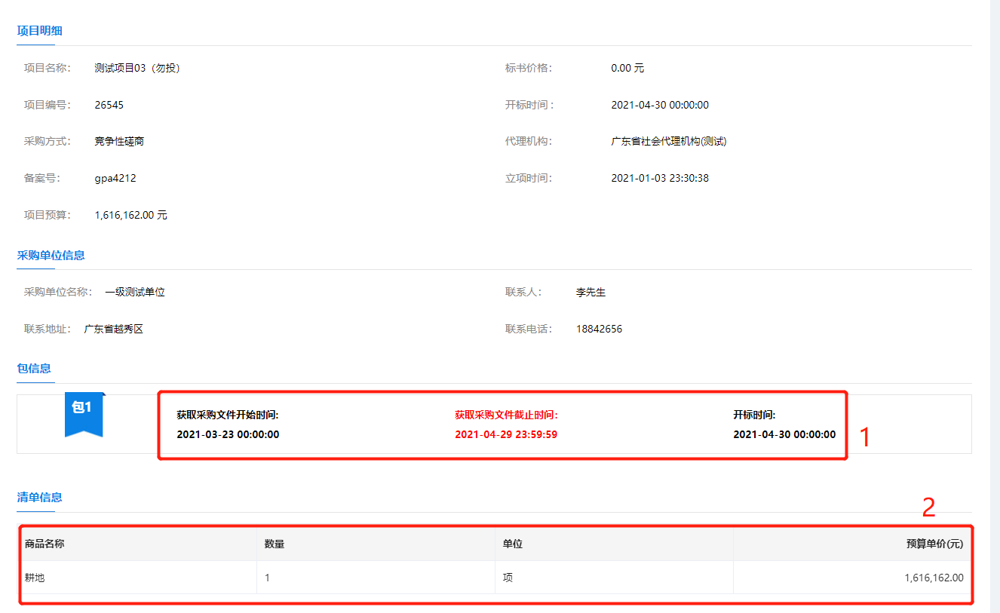 项目明细
项目名称： 测试项目03（勿投） 标书价格： 0.00 元
项目编号： 26545 开标时间： 2021-04-30 00:00:00
采购方式： 竞争性磋商 代理机构： 广东省社会代理机构(测试)
备案号： gpa4212 立项时间： 2021-01-03 23:30:38
项目预算： 1,616,162.00 元
采购单位信息
采购单位名称： 一级测试单位 联系人： 李先生
联系地址： 广东省越秀区 联系电话： 18842656
包信息
包1
获取采购文件开始时间: 获取采购文件截止时间: 开标时间:
2021-03-23 00:00:00 2021-04-29 23:59:59 2021-04-30 00:00:00
1
清单信息
2
商品名称 数量 单位 预算单价(元)
耕地 1 项 1,616,162.00